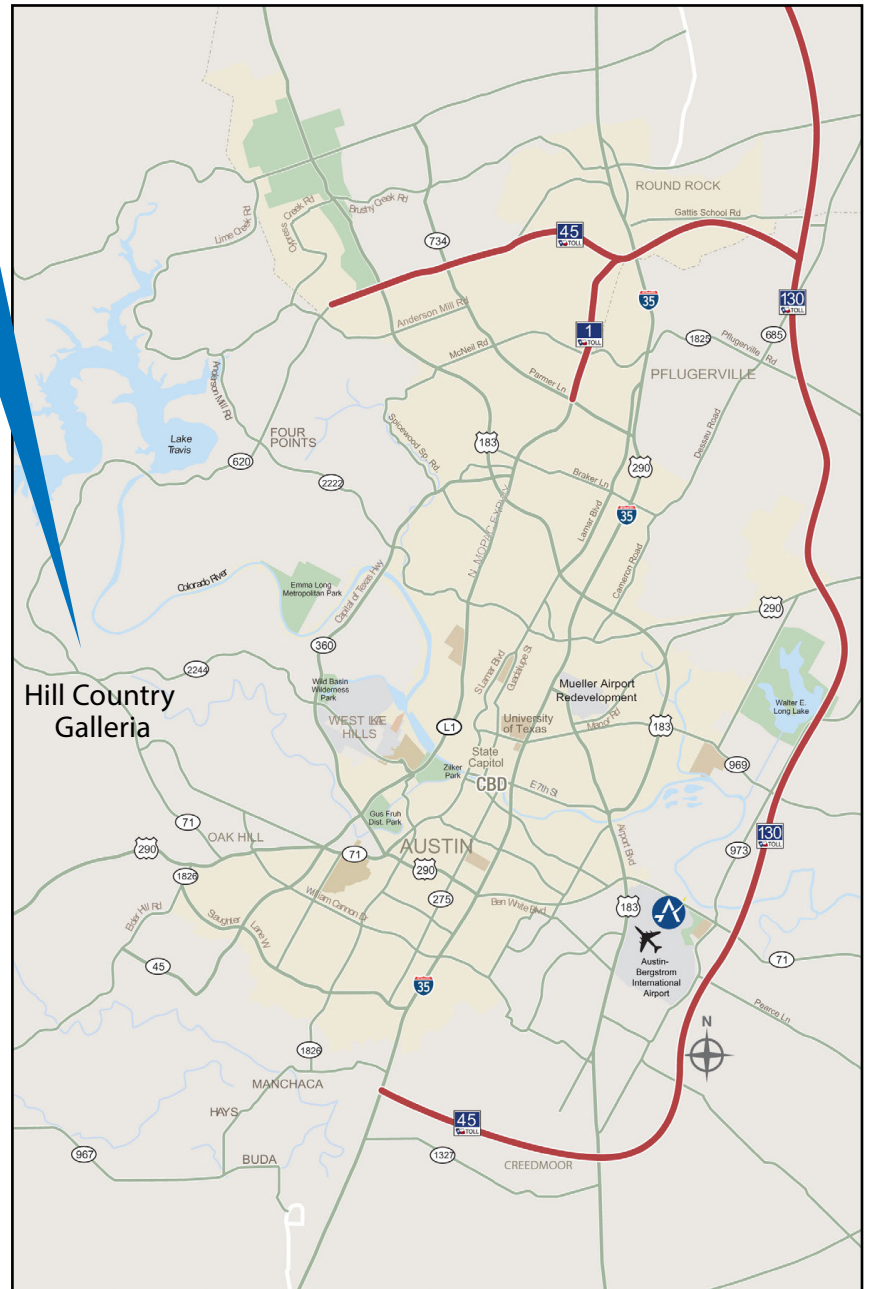 ROUND ROCK
Gattis School Rd
Brushy Creek Rd
Cypress Creek Rd
Lime Creek Rd
734
45
TOLL
35
130
TOLL
Anderson Mill Rd
1
TOLL
685
1825
Pflugerville Rd
McNeil Rd
Parmer Ln
PFLUGERVILLE
Anderson Mill Rd
Dessau Road
Lake
Travis
FOUR
POINTS
Spicewood Sp. Rd.
183
620
290
2222
Braker Ln
35
N. MOPAC EXPWY
Lamar Blvd
Cameron Road
Colorado River
Emma Long
Metropolitan Park
Capital of Texas Hwy
290
360
2244
S Lamar Blvd
Guadalupe St
Hill Country
Galleria
Wild Basin
Wilderness
Park
Mueller Airport
Redevelopment
Walter E.
Long Lake
WEST LAKE
HILLS
L1
University
of Texas
Manor Rd
183
State
Capitol
969
Zilker
Park
CBD
E 7th St
Gus Fruh
Dist. Park
71
Airport Blvd
130
TOLL
OAK HILL
290
AUSTIN
973
71
290
1826
275
William Cannon Dr
Ben White Blvd
183
Elder Hill Rd
Slaughter
Lane W
45
71
Austin-
Bergstrom
International
Airport
35
Pearce Ln
N
1826
MANCHACA
HAYS
45
TOLL
967
BUDA
1327
CREEDMOOR